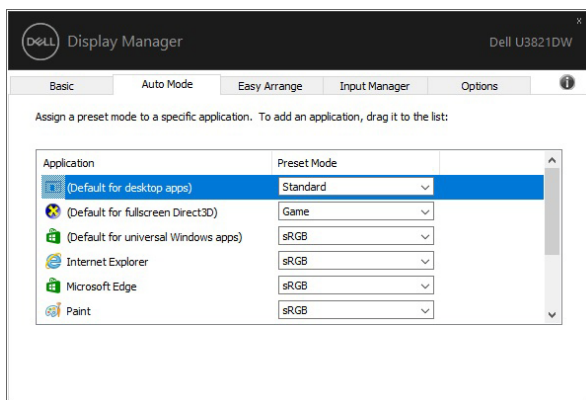 DELL Display Manager Dell U3821DW
x
Basic Auto Mode Easy Arrange Input Manager Options i
Assign a preset mode to a specific application. To add an application, drag it to the list:
Application Preset Mode
(Default for desktop apps) Standard
(Default for fullscreen Direct3D) Game
(Default for universal Windows apps) sRGB
Internet Explorer sRGB
Microsoft Edge sRGB
Paint sRGB